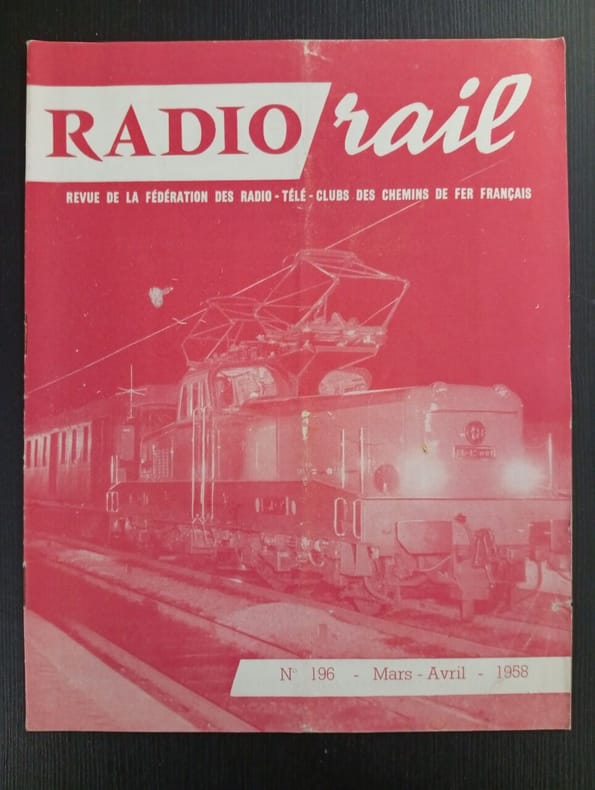 RADIO rail
REVUE DE LA FÉDÉRATION DES RADIO - TÉLÉ - CLUBS DES CHEMINS DE FER FRANÇAIS
N° 196 - Mars - Avril - 1958